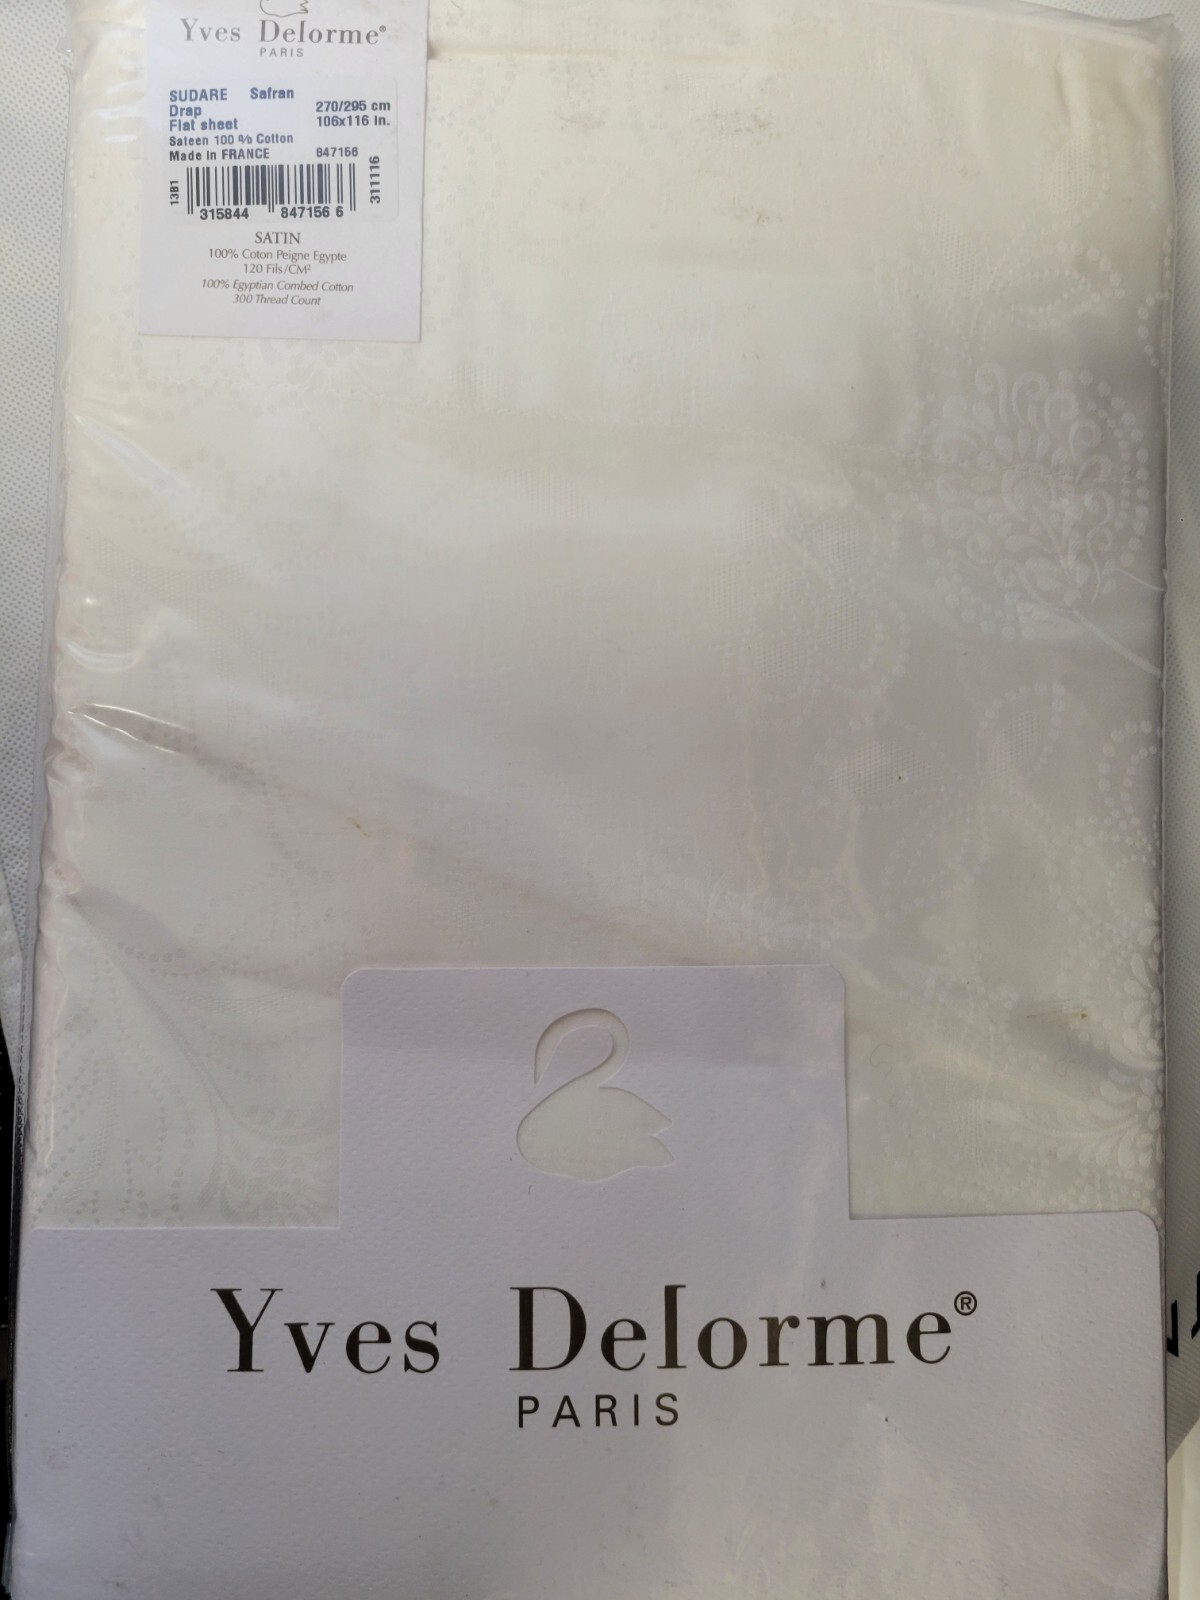 Yves Delorme®
PARIS
SUDARE Safran
Drap 270/295 cm
Flat sheet 106x116 in.
Sateen 100 % Cotton
Made in FRANCE 847156
13B1
311116
315844 847156 6
SATIN
100% Coton Peigne Egypte
120 Fils/CM²
100% Egyptian Combed Cotton
300 Thread Count
Yves Delorme®
PARIS